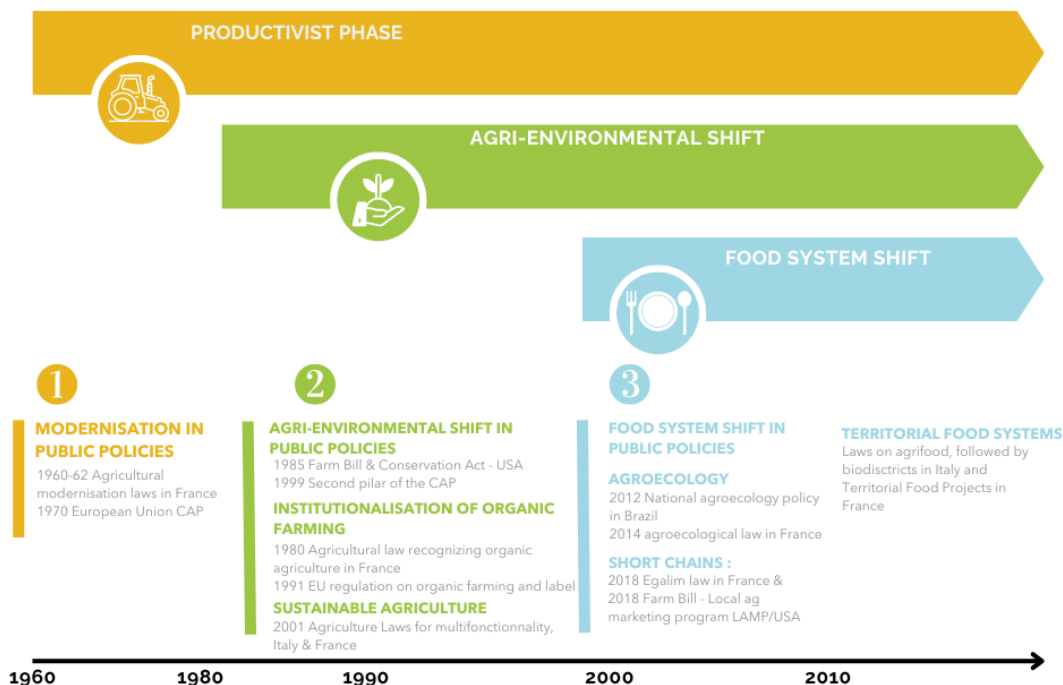 PRODUCTIVIST PHASE
AGRI-ENVIRONMENTAL SHIFT
FOOD SYSTEM SHIFT
1
MODERNISATION IN
PUBLIC POLICIES
1960-62 Agricultural
modernisation laws in France
1970 European Union CAP
2
AGRI-ENVIRONMENTAL SHIFT IN
PUBLIC POLICIES
1985 Farm Bill & Conservation Act - USA
1999 Second pilar of the CAP
INSTITUTIONALISATION OF ORGANIC
FARMING
1980 Agricultural law recognizing organic
agriculture in France
1991 EU regulation on organic farming and label
SUSTAINABLE AGRICULTURE
2001 Agriculture Laws for multifonctionnality,
Italy & France
3
FOOD SYSTEM SHIFT IN
PUBLIC POLICIES
AGROECOLOGY
2012 National agroecology policy
in Brazil
2014 agroecological law in France
SHORT CHAINS :
2018 Egalim law in France &
2018 Farm Bill - Local ag
marketing program LAMP/USA
TERRITORIAL FOOD SYSTEMS
Laws on agrifood, followed by
biodisctricts in Italy and
Territorial Food Projects in
France
1960 1980 1990 2000 2010